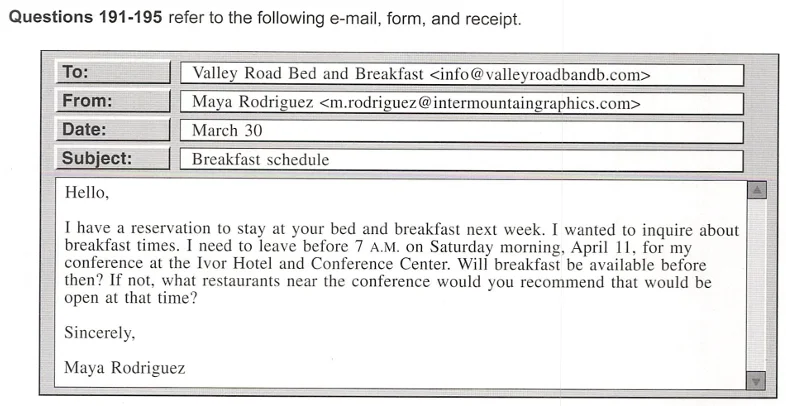 Questions 191-195 refer to the following e-mail, form, and receipt.
To: Valley Road Bed and Breakfast <info@valleyroadbandb.com>
From: Maya Rodriguez <m.rodriguez@intermountaingraphics.com>
Date: March 30
Subject: Breakfast schedule
Hello,
I have a reservation to stay at your bed and breakfast next week. I wanted to inquire about
breakfast times. I need to leave before 7 A.M. on Saturday morning, April 11, for my
conference at the Ivor Hotel and Conference Center. Will breakfast be available before
then? If not, what restaurants near the conference would you recommend that would be
open at that time?
Sincerely,
Maya Rodriguez